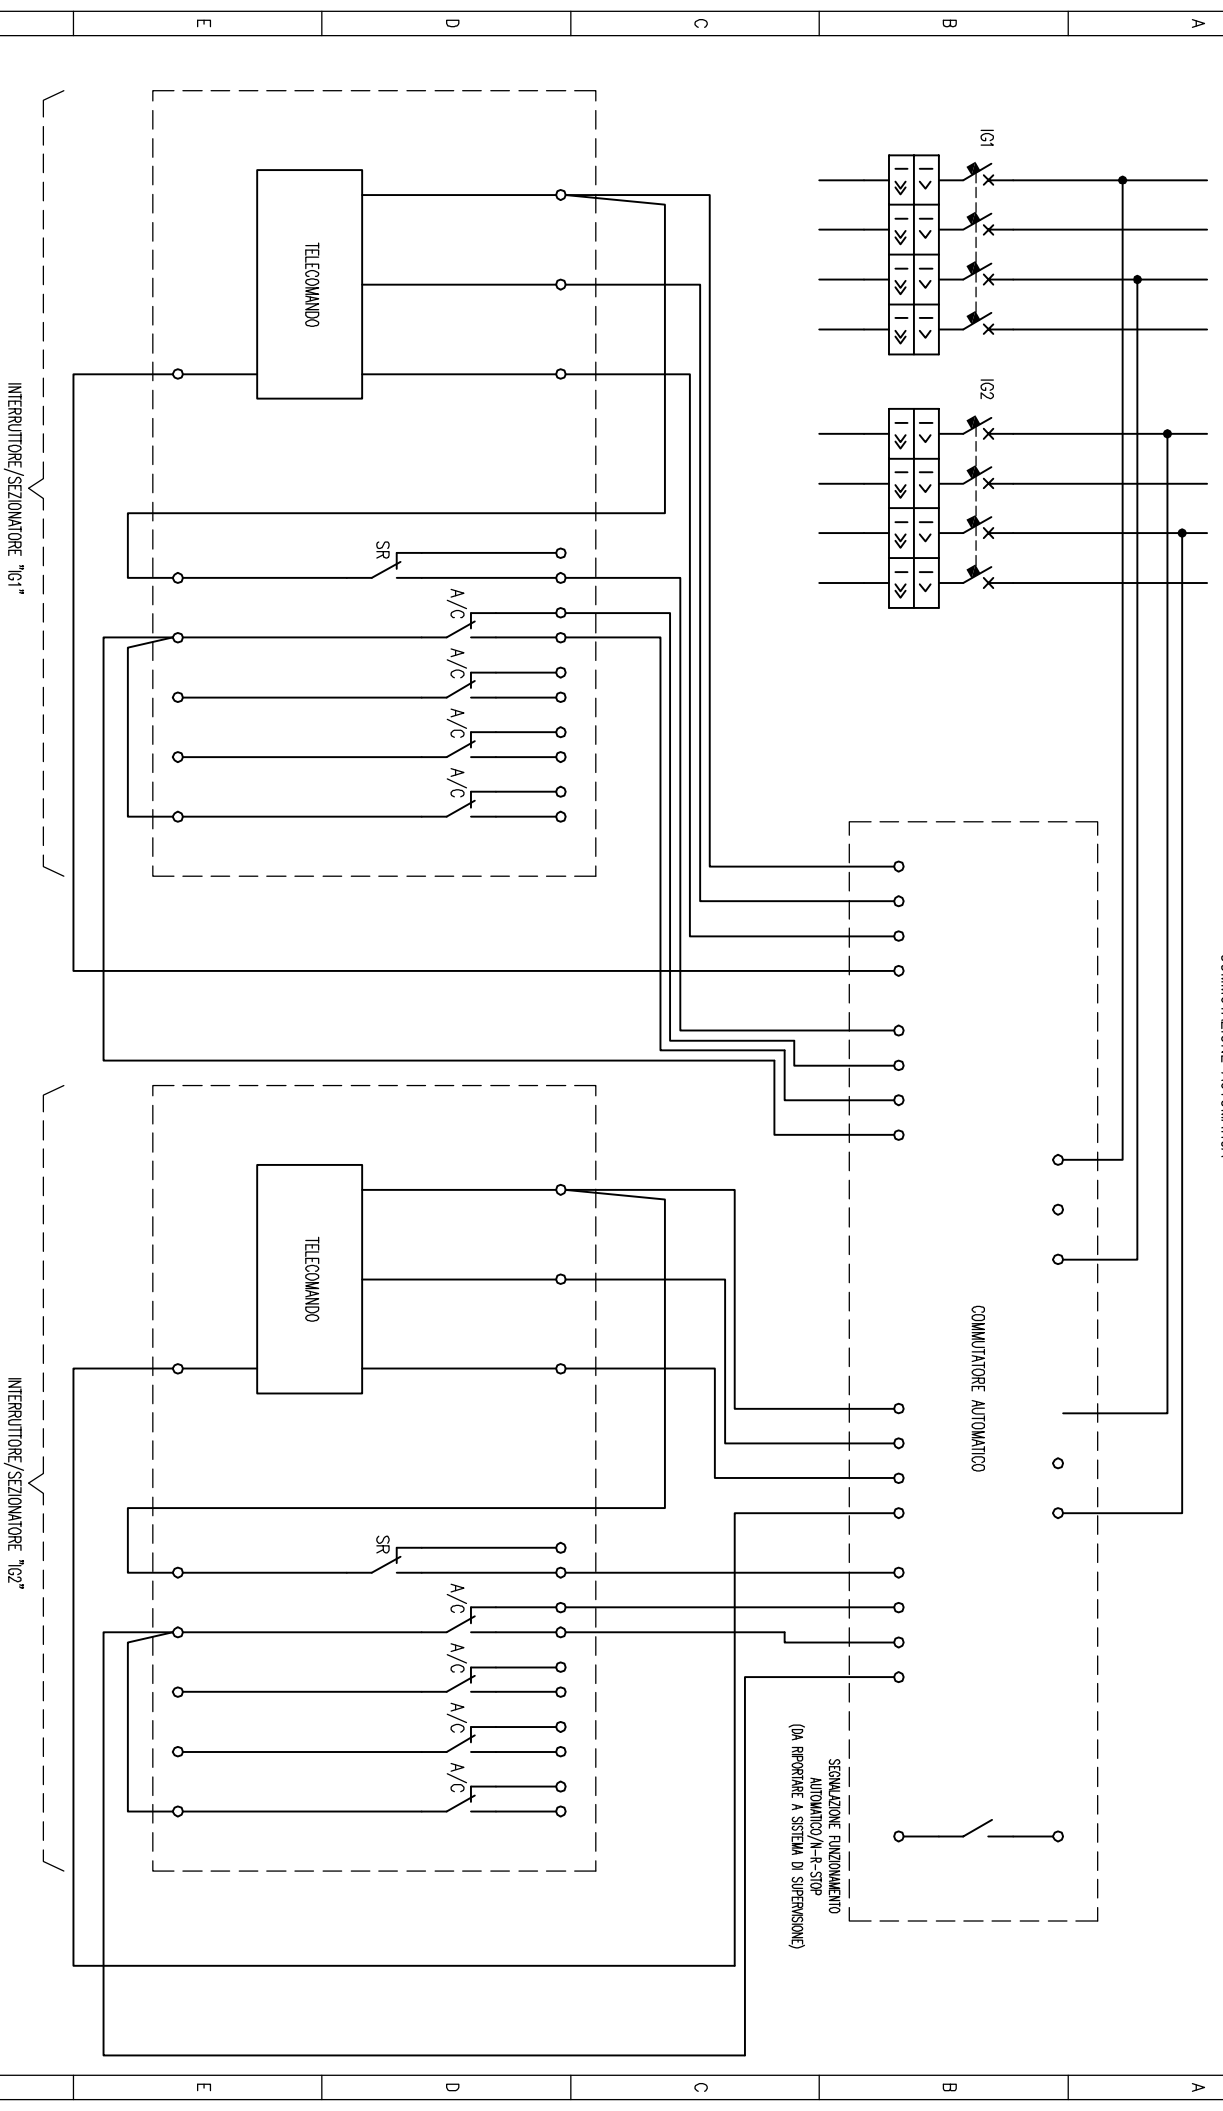 A
B
C
D
E
IG1
IG2
COMMUTATORE AUTOMATICO
SEGNALAZIONE FUNZIONAMENTO
AUTOMATICO/N-R-STOP
(DA RIPORTARE A SISTEMA DI SUPERVISIONE)
TELECOMANDO
SR
A/C
A/C
A/C
A/C
TELECOMANDO
SR
A/C
A/C
A/C
A/C
INTERRUTTORE/SEZIONATORE "IG1"
INTERRUTTORE/SEZIONATORE "IG2"
A
B
C
D
E